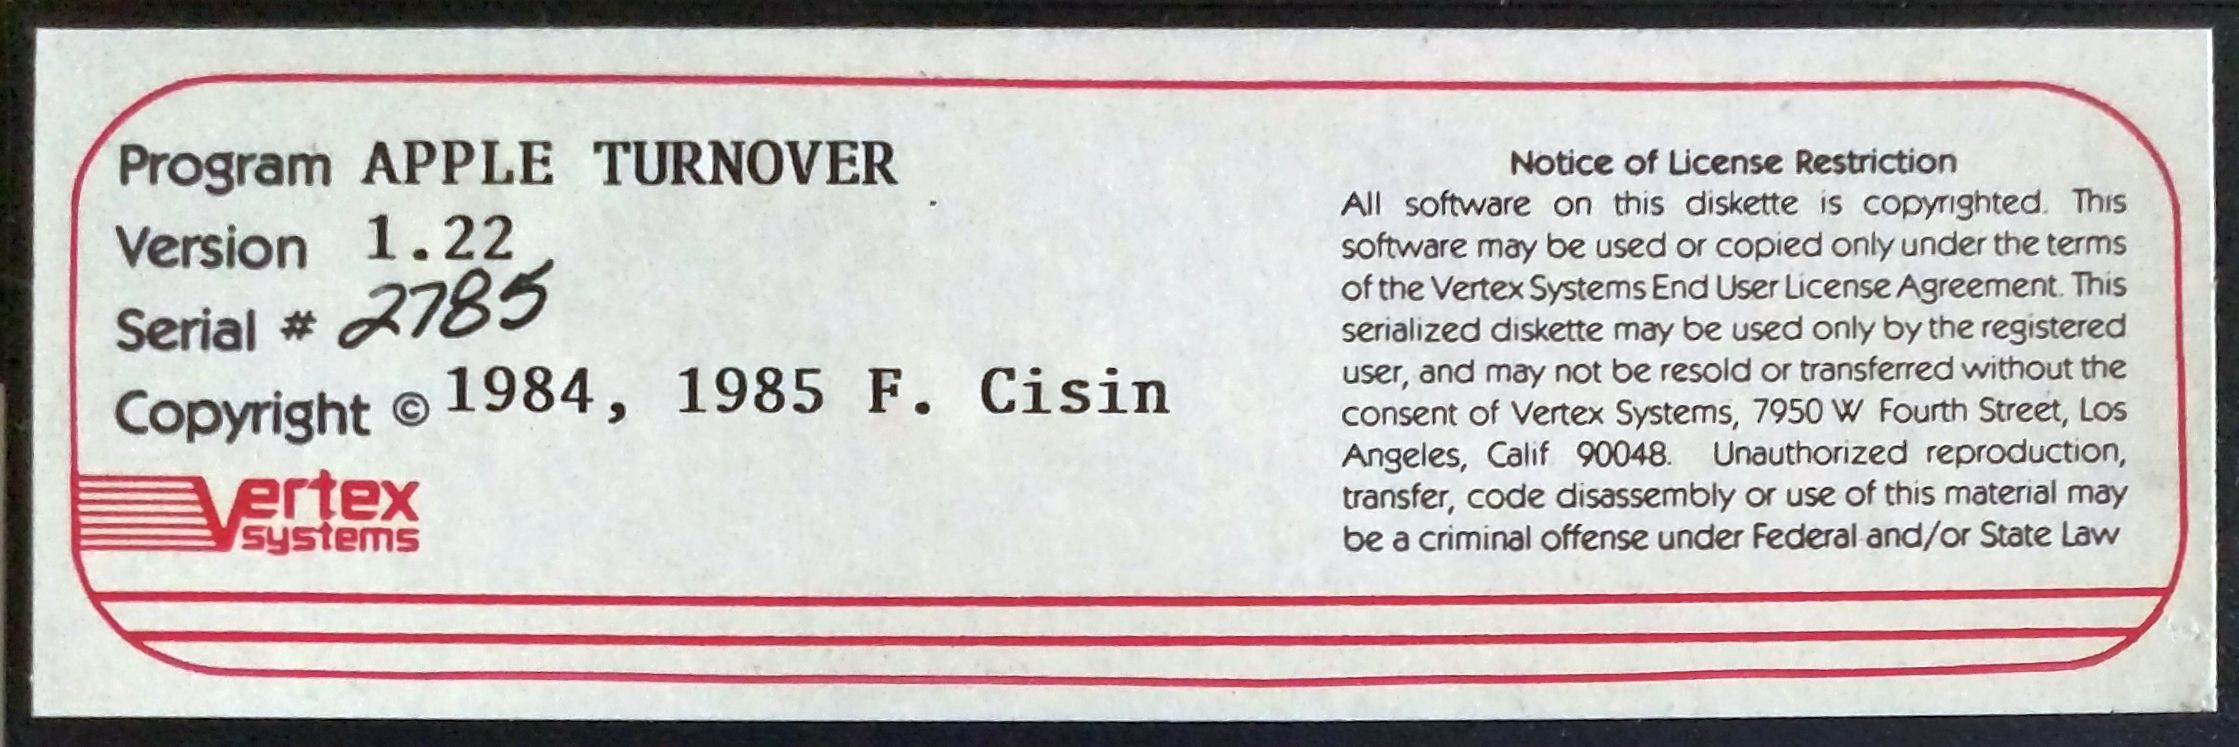 Program APPLE TURNOVER
Version 1.22
Serial # 2785
Copyright © 1984, 1985 F. Cisin
Vertex
systems
Notice of License Restriction
All software on this diskette is copyrighted. This
software may be used or copied only under the terms
of the Vertex Systems End User License Agreement. This
serialized diskette may be used only by the registered
user, and may not be resold or transferred without the
consent of Vertex Systems, 7950 W Fourth Street, Los
Angeles, Calif 90048. Unauthorized reproduction,
transfer, code disassembly or use of this material may
be a criminal offense under Federal and/or State Law